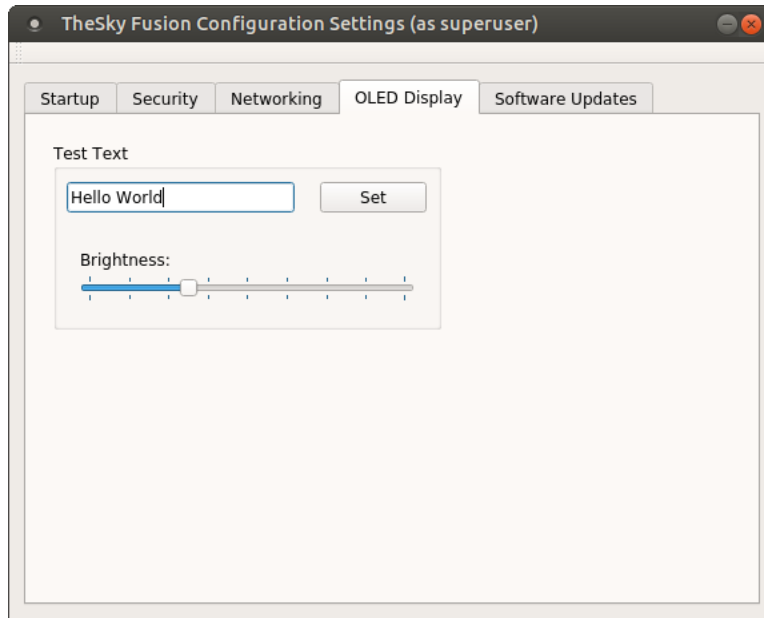 TheSky Fusion Configuration Settings (as superuser)
Startup Security Networking OLED Display Software Updates
Test Text
Hello World Set
Brightness: